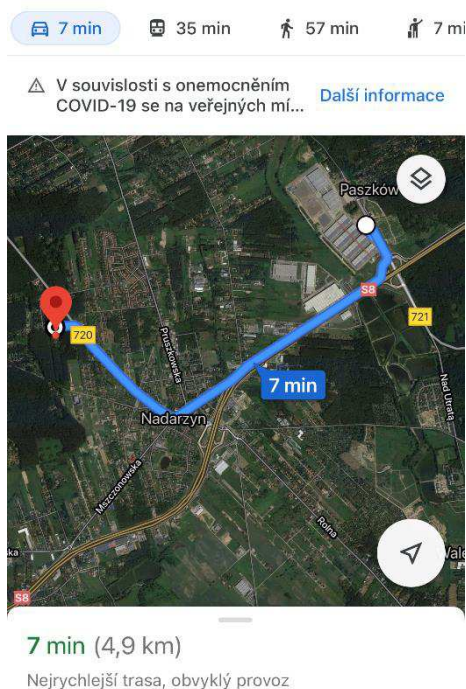 7 min 35 min 57 min 7 mi
V souvislosti s onemocněním
COVID-19 se na veřejných mí... Další informace
Paszków
S8
721
720
Pruszkowska
7 min
Nad Utratą
Nadarzyn
Mszczonowska
Rolna
ska
Wale
S8
7 min (4,9 km)
Nejrychlejší trasa, obvyklý provoz